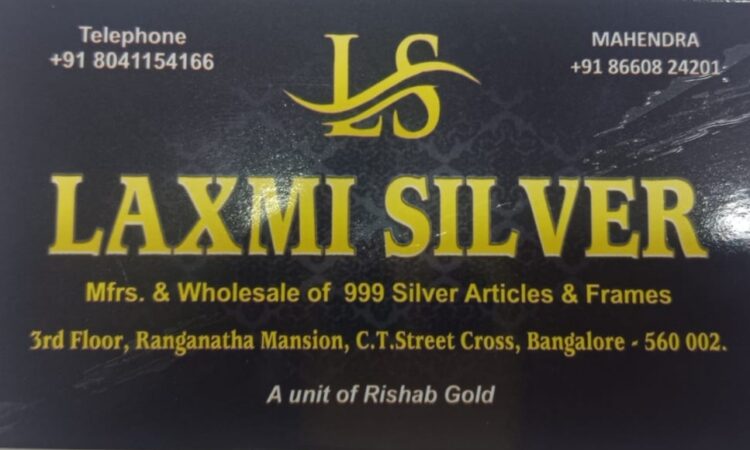 Telephone
+91 8041154166
LS
MAHENDRA
+91 86608 24201
LAXMI SILVER
Mfrs. & Wholesale of 999 Silver Articles & Frames
3rd Floor, Ranganatha Mansion, C.T.Street Cross, Bangalore - 560 002.
A unit of Rishab Gold